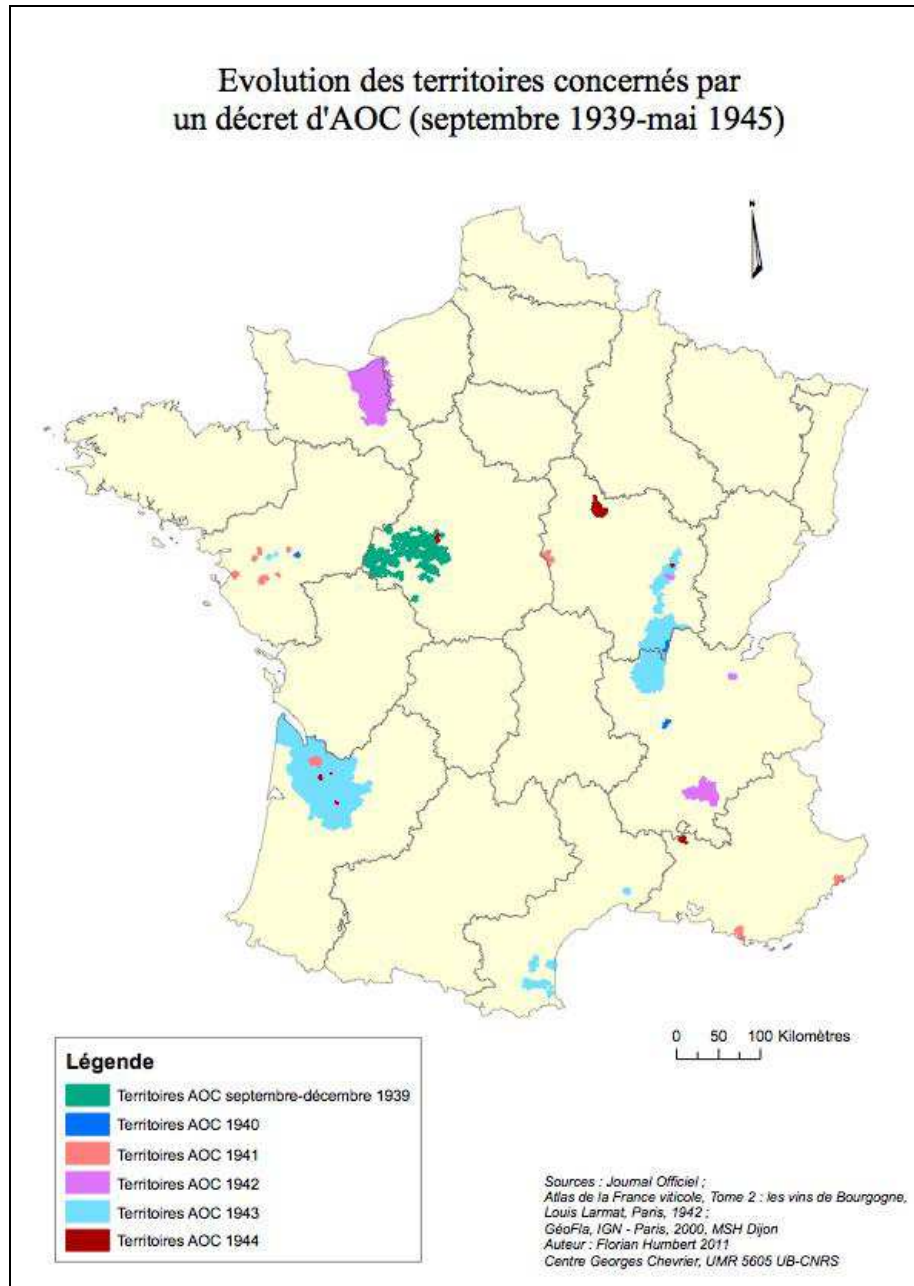 Evolution des territoires concernés par
un décret d'AOC (septembre 1939-mai 1945)
N
0 50 100 Kilomètres
Légende
Territoires AOC septembre-décembre 1939
Territoires AOC 1940
Territoires AOC 1941
Territoires AOC 1942
Territoires AOC 1943
Territoires AOC 1944
Sources : Journal Officiel ;
Atlas de la France viticole, Tome 2 : les vins de Bourgogne,
Louis Larmat, Paris, 1942 ;
GéoFla, IGN - Paris, 2000, MSH Dijon
Auteur : Florian Humbert 2011
Centre Georges Chevrier, UMR 5605 UB-CNRS